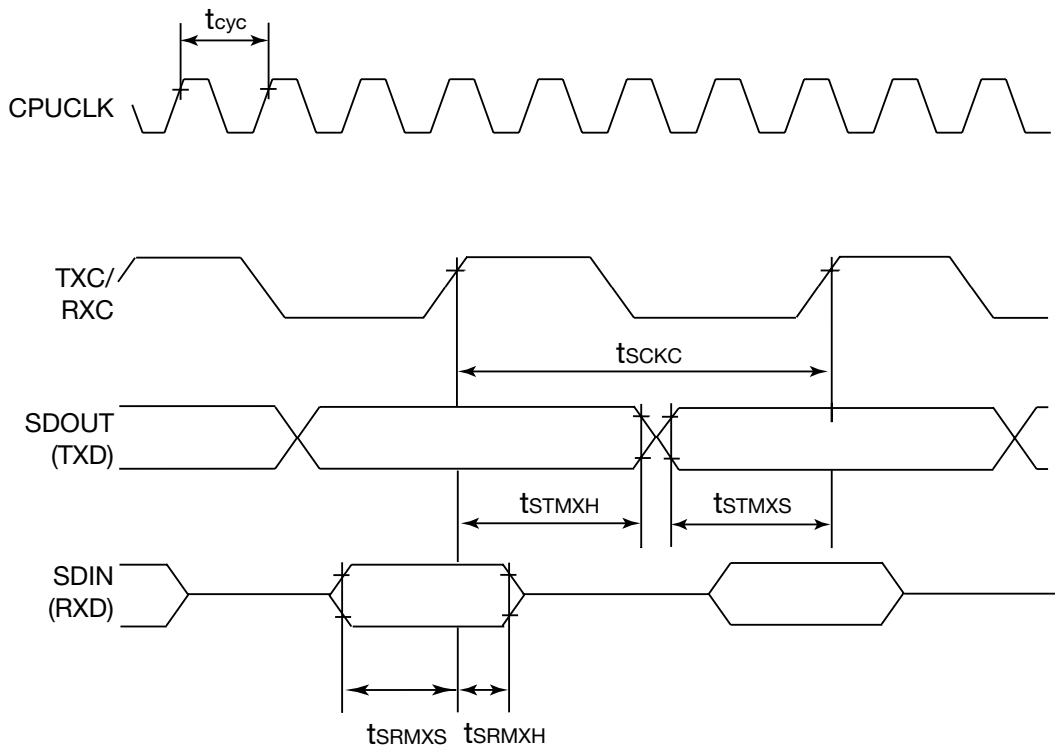 tcyc
CPUCLK
TXC/
RXC
tSCKC
SDOUT
(TXD)
tSTMXH
tSTMXS
SDIN
(RXD)
tSRMXS
tSRMXH